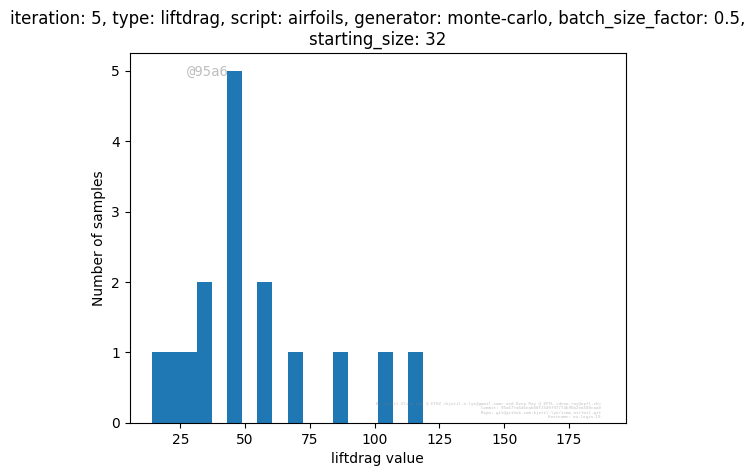 iteration: 5, type: liftdrag, script: airfoils, generator: monte-carlo, batch_size_factor: 0.5,
starting_size: 32
@95a6
5
4
3
2
1
0
Number of samples
25 50 75 100 125 150 175
liftdrag value